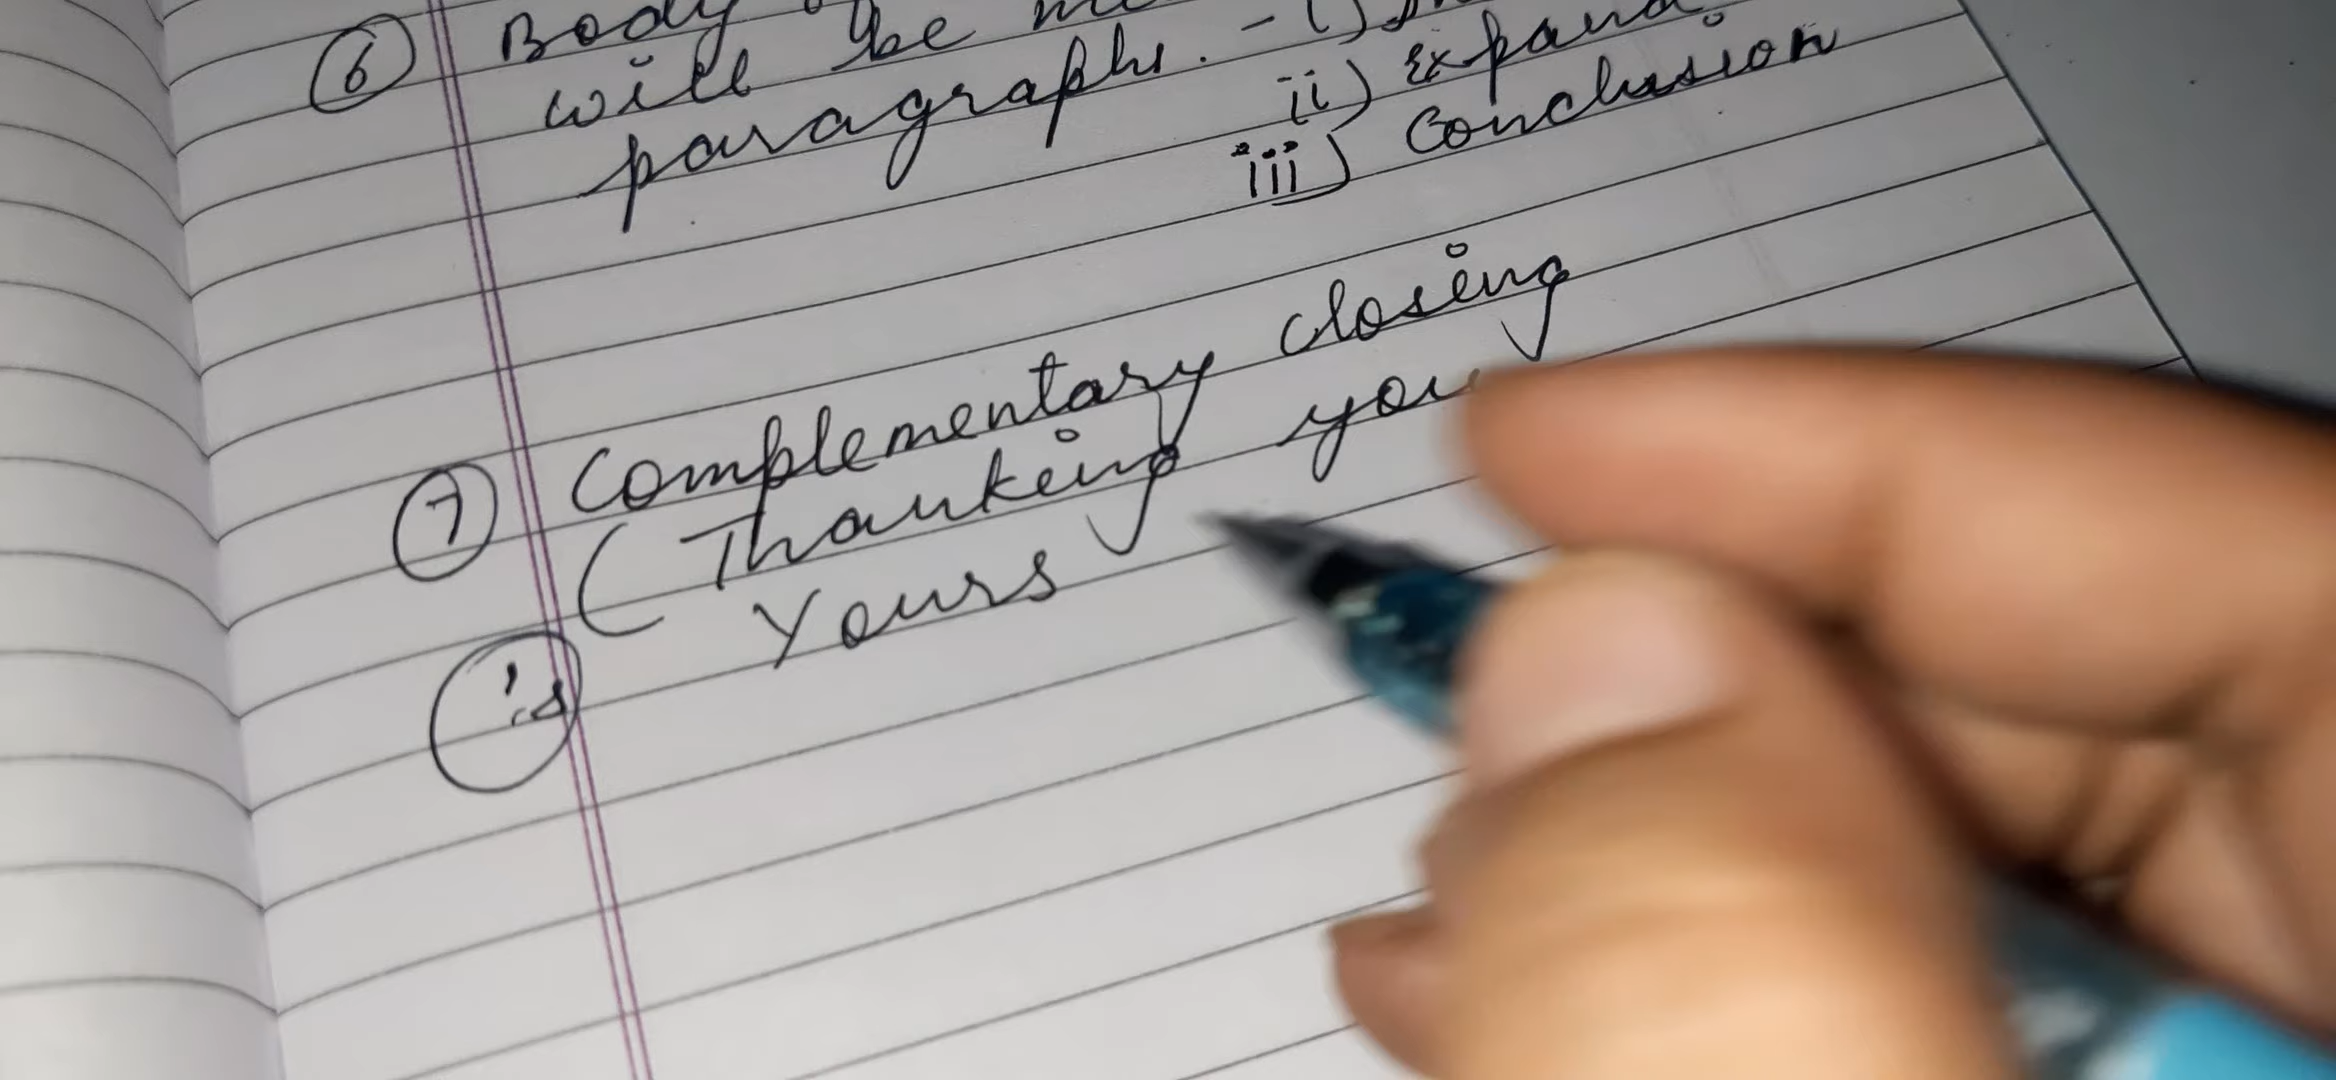 ⑥ Body
will be
paragraphs. - i)
ii) Expand
iii) Conclusion
⑦ Complementary closing
(Thanking you
Yours
's